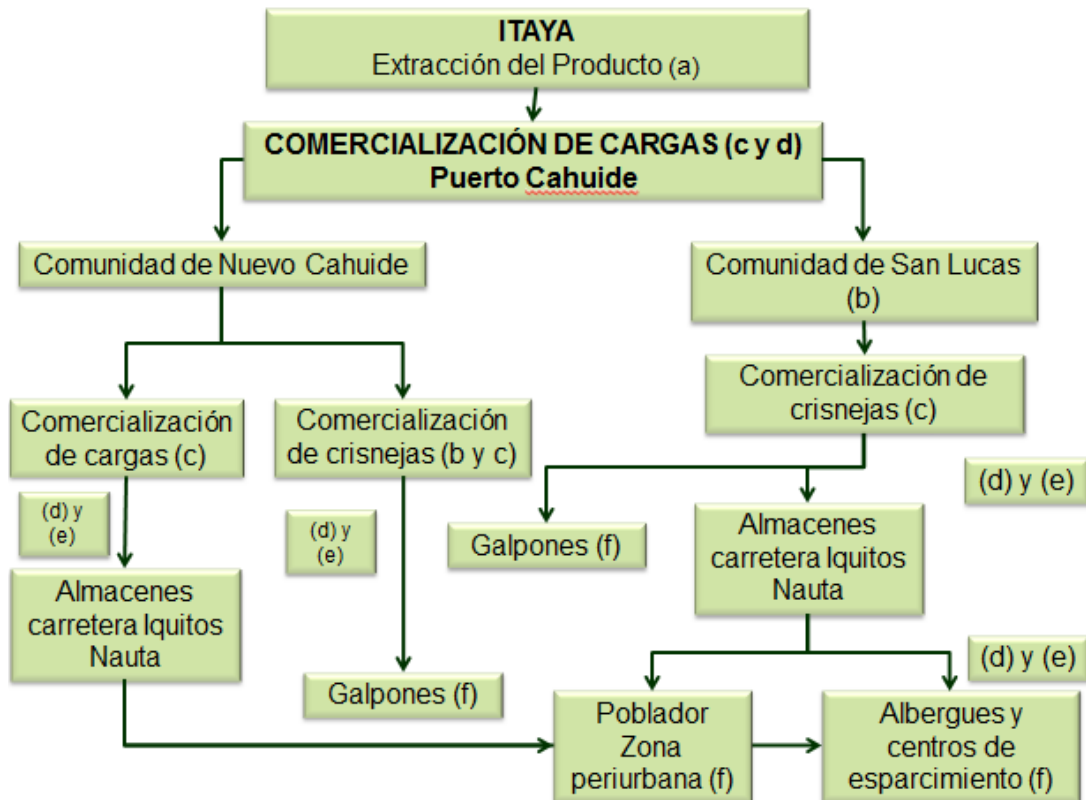 ITAYA
Extracción del Producto (a)
COMERCIALIZACIÓN DE CARGAS (c y d)
Puerto Cahuide
Comunidad de Nuevo Cahuide
Comunidad de San Lucas
(b)
Comercialización
de cargas (c)
Comercialización
de crisnejas (b y c)
Comercialización de
crisnejas (c)
(d) y
(e)
(d) y
(e)
(d) y (e)
Galpones (f)
Almacenes
carretera Iquitos
Nauta
Almacenes
carretera Iquitos
Nauta
Galpones (f)
(d) y (e)
Poblador
Zona
periurbana (f)
Albergues y
centros de
esparcimiento (f)